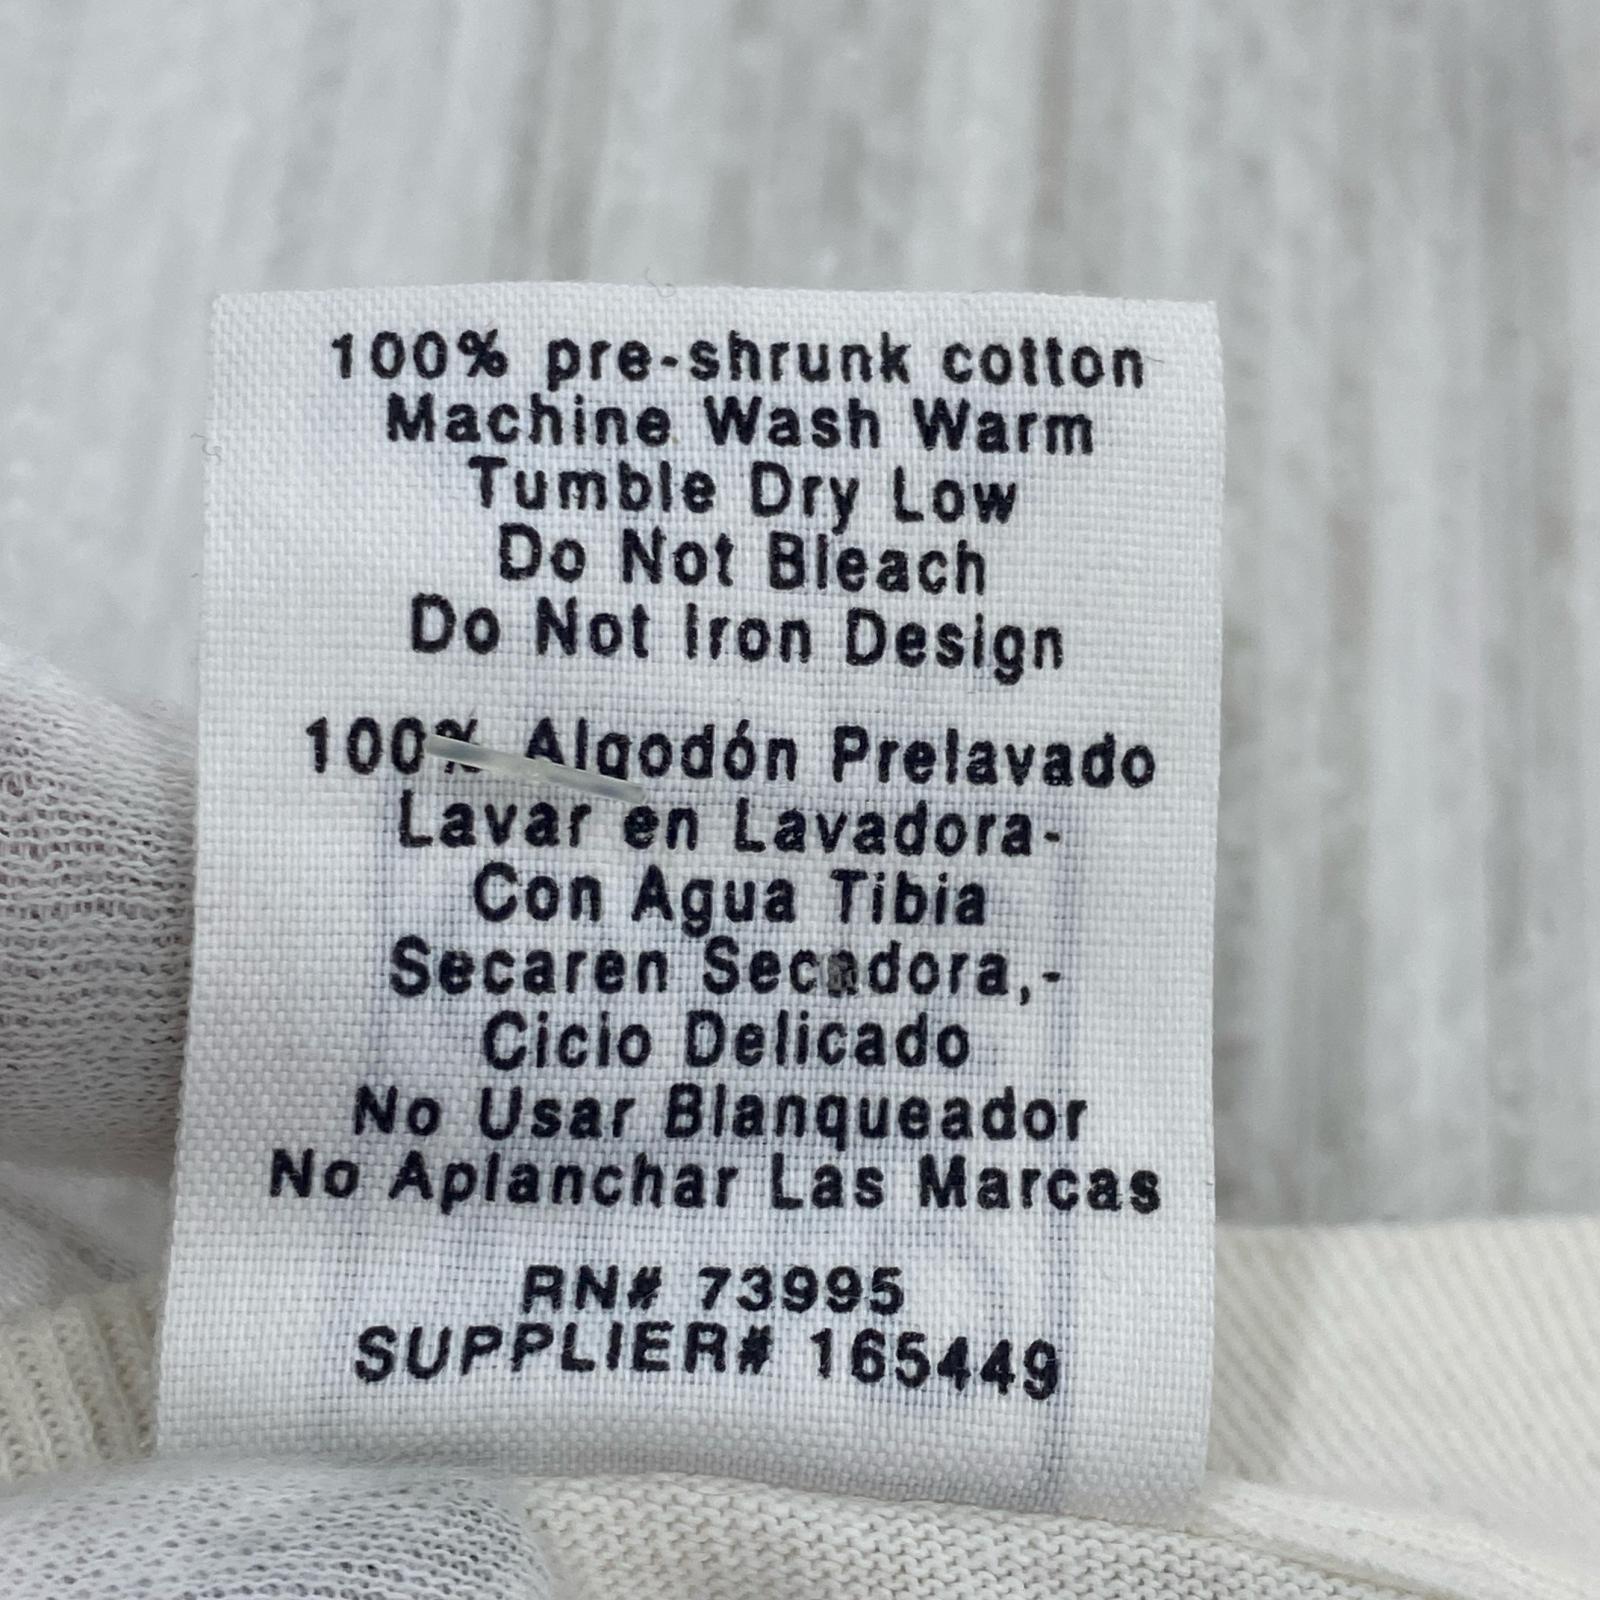 100% pre-shrunk cotton
Machine Wash Warm
Tumble Dry Low
Do Not Bleach
Do Not Iron Design
100% Algodón Prelavado
Lavar en Lavadora-
Con Agua Tibia
Secaren Secadora,-
Ciclo Delicado
No Usar Blanqueador
No Aplanchar Las Marcas
RN# 73995
SUPPLIER# 165449